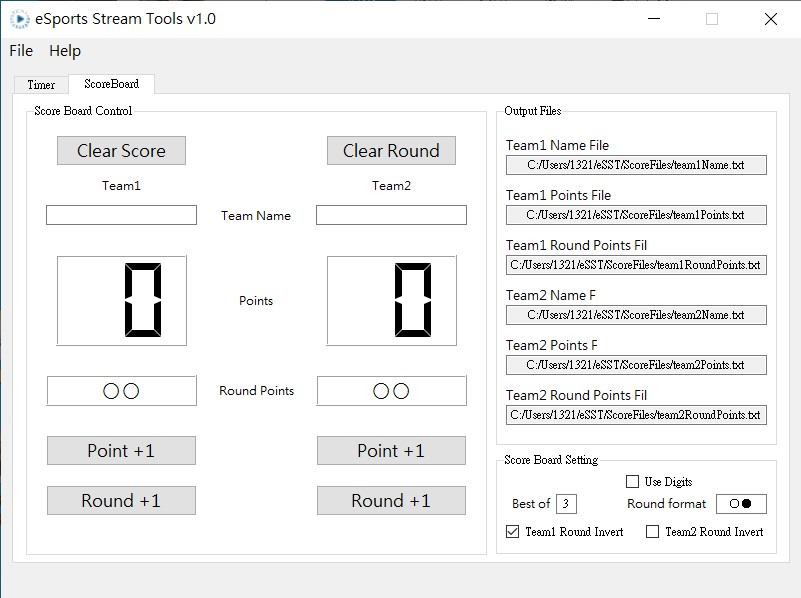 eSports Stream Tools v1.0
File Help
Timer ScoreBoard
Score Board Control
Clear Score Clear Round
Team1 Team2
Team Name
0 Points 0
○○ Round Points ○○
Point +1 Point +1
Round +1 Round +1
Output Files
Team1 Name File
C:/Users/1321/eSST/ScoreFiles/team1Name.txt
Team1 Points File
C:/Users/1321/eSST/ScoreFiles/team1Points.txt
Team1 Round Points Fil
C:/Users/1321/eSST/ScoreFiles/team1RoundPoints.txt
Team2 Name F
C:/Users/1321/eSST/ScoreFiles/team2Name.txt
Team2 Points F
C:/Users/1321/eSST/ScoreFiles/team2Points.txt
Team2 Round Points Fil
C:/Users/1321/eSST/ScoreFiles/team2RoundPoints.txt
Score Board Setting
Use Digits
Best of 3 Round format ○●
Team1 Round Invert Team2 Round Invert